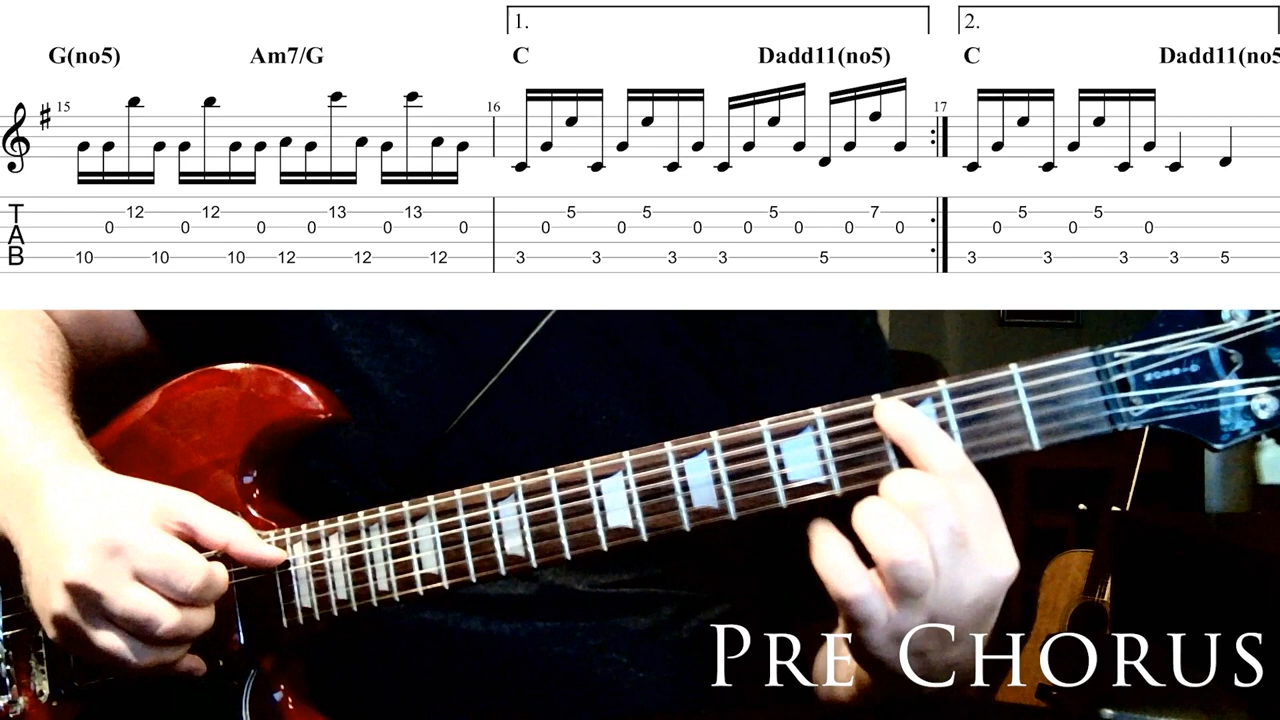 1. 2.
G(no5) Am7/G C Dadd11(no5) C Dadd11(no5
15 16 17
T 12 12 13 13 5 5 5 7 5 5
A 0 0 0 0 0 0 0 0 0 0 0 0 0 0 0 0
B 10 10 10 12 12 12 3 3 3 3 5 3 3 3 3 5
PRE CHORUS